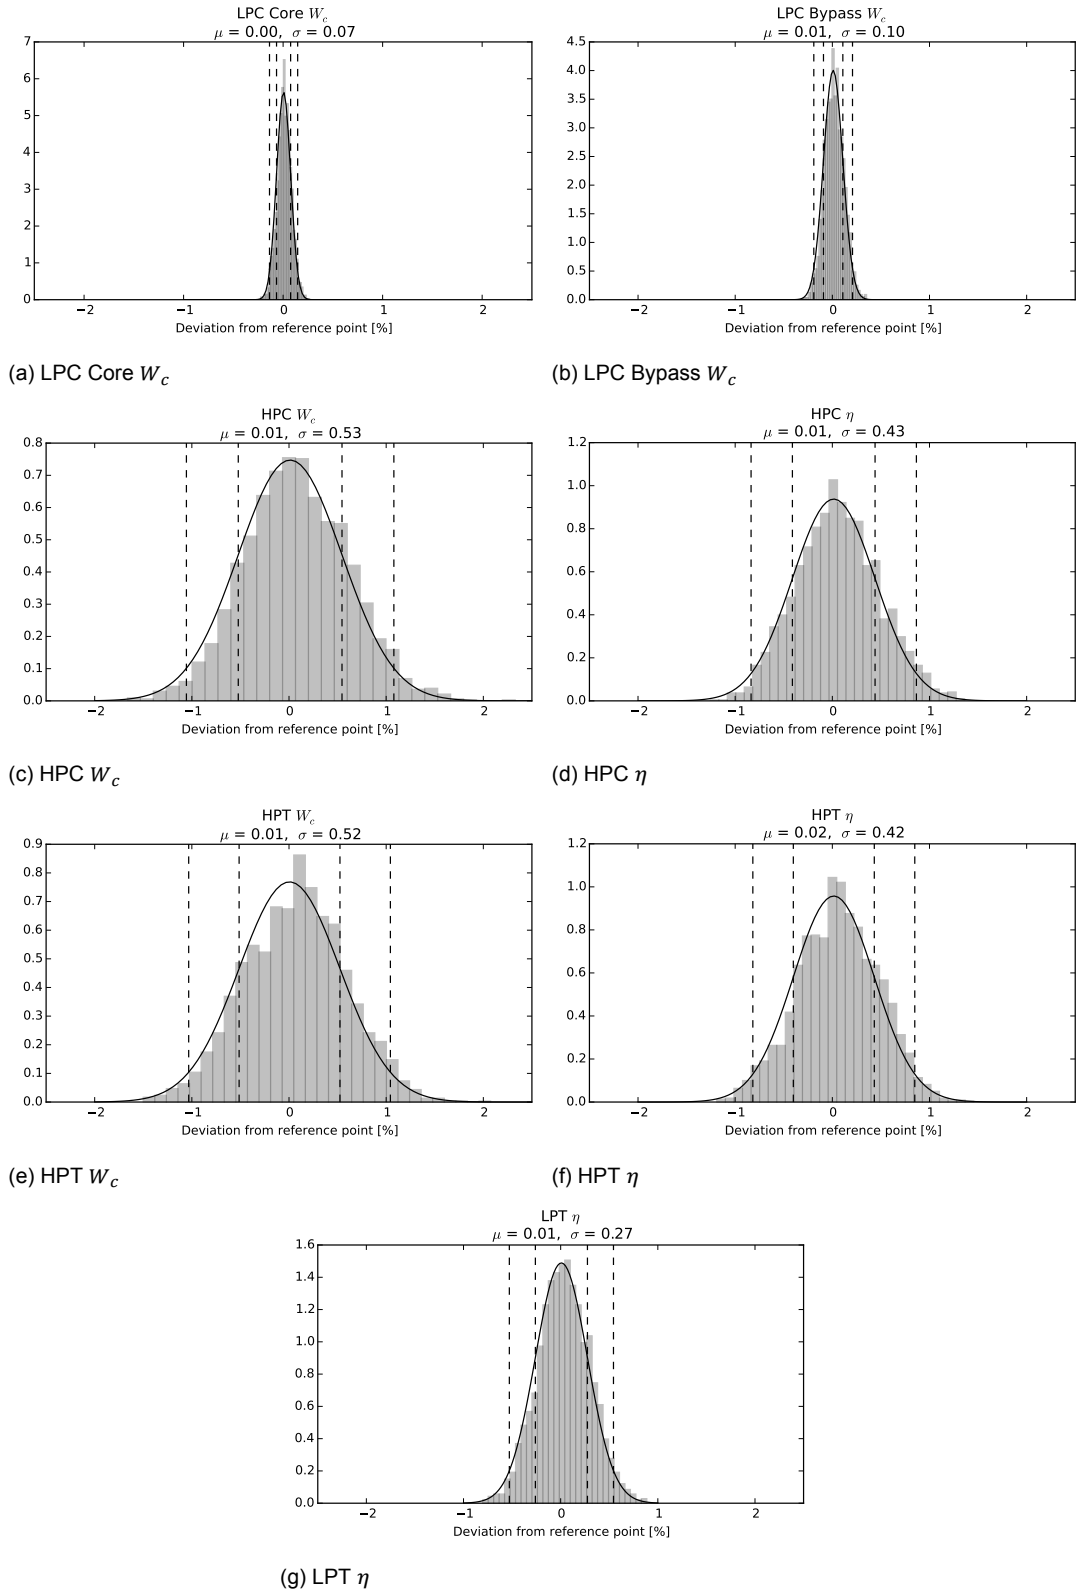 LPC Core W_c
μ = 0.00, σ = 0.07
7
6
5
4
3
2
1
0
−2 −1 0 1 2
Deviation from reference point [%]
(a) LPC Core W_c
LPC Bypass W_c
μ = 0.01, σ = 0.10
4.5
4.0
3.5
3.0
2.5
2.0
1.5
1.0
0.5
0.0
−2 −1 0 1 2
Deviation from reference point [%]
(b) LPC Bypass W_c
HPC W_c
μ = 0.01, σ = 0.53
0.8
0.7
0.6
0.5
0.4
0.3
0.2
0.1
0.0
−2 −1 0 1 2
Deviation from reference point [%]
(c) HPC W_c
HPC η
μ = 0.01, σ = 0.43
1.2
1.0
0.8
0.6
0.4
0.2
0.0
−2 −1 0 1 2
Deviation from reference point [%]
(d) HPC η
HPT W_c
μ = 0.01, σ = 0.52
0.9
0.8
0.7
0.6
0.5
0.4
0.3
0.2
0.1
0.0
−2 −1 0 1 2
Deviation from reference point [%]
(e) HPT W_c
HPT η
μ = 0.02, σ = 0.42
1.2
1.0
0.8
0.6
0.4
0.2
0.0
−2 −1 0 1 2
Deviation from reference point [%]
(f) HPT η
LPT η
μ = 0.01, σ = 0.27
1.6
1.4
1.2
1.0
0.8
0.6
0.4
0.2
0.0
−2 −1 0 1 2
Deviation from reference point [%]
(g) LPT η